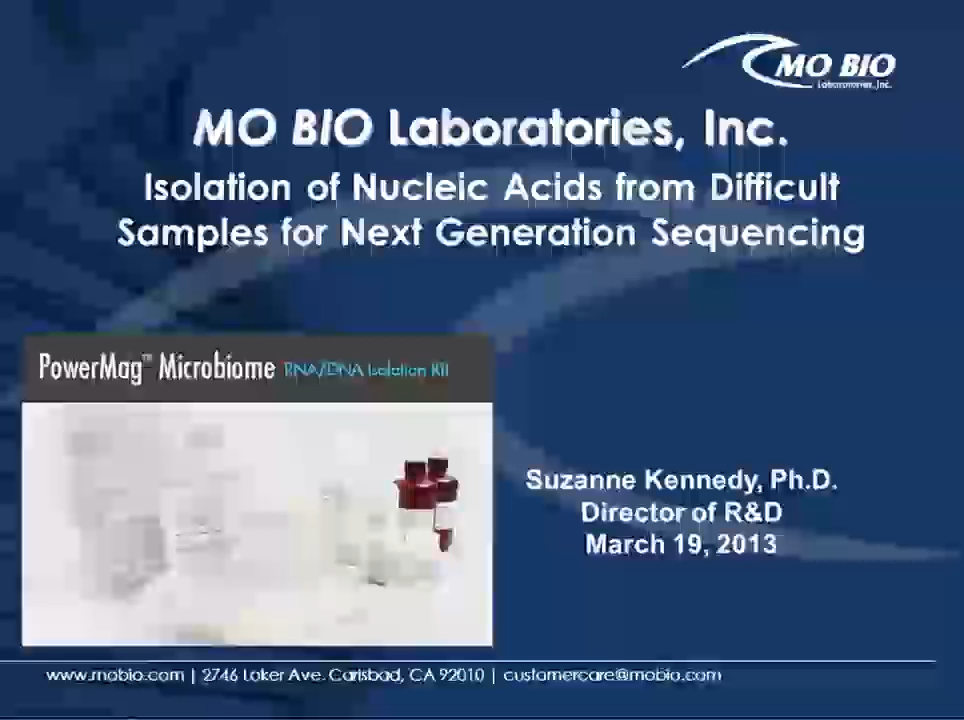 MO BIO
Laboratories, Inc.
MO BIO Laboratories, Inc.
Isolation of Nucleic Acids from Difficult
Samples for Next Generation Sequencing
PowerMag™ Microbiome RNA/DNA Isolation Kit
Suzanne Kennedy, Ph.D.
Director of R&D
March 19, 2013
www.mobio.com | 2746 Loker Ave. Carlsbad, CA 92010 | customercare@mobio.com